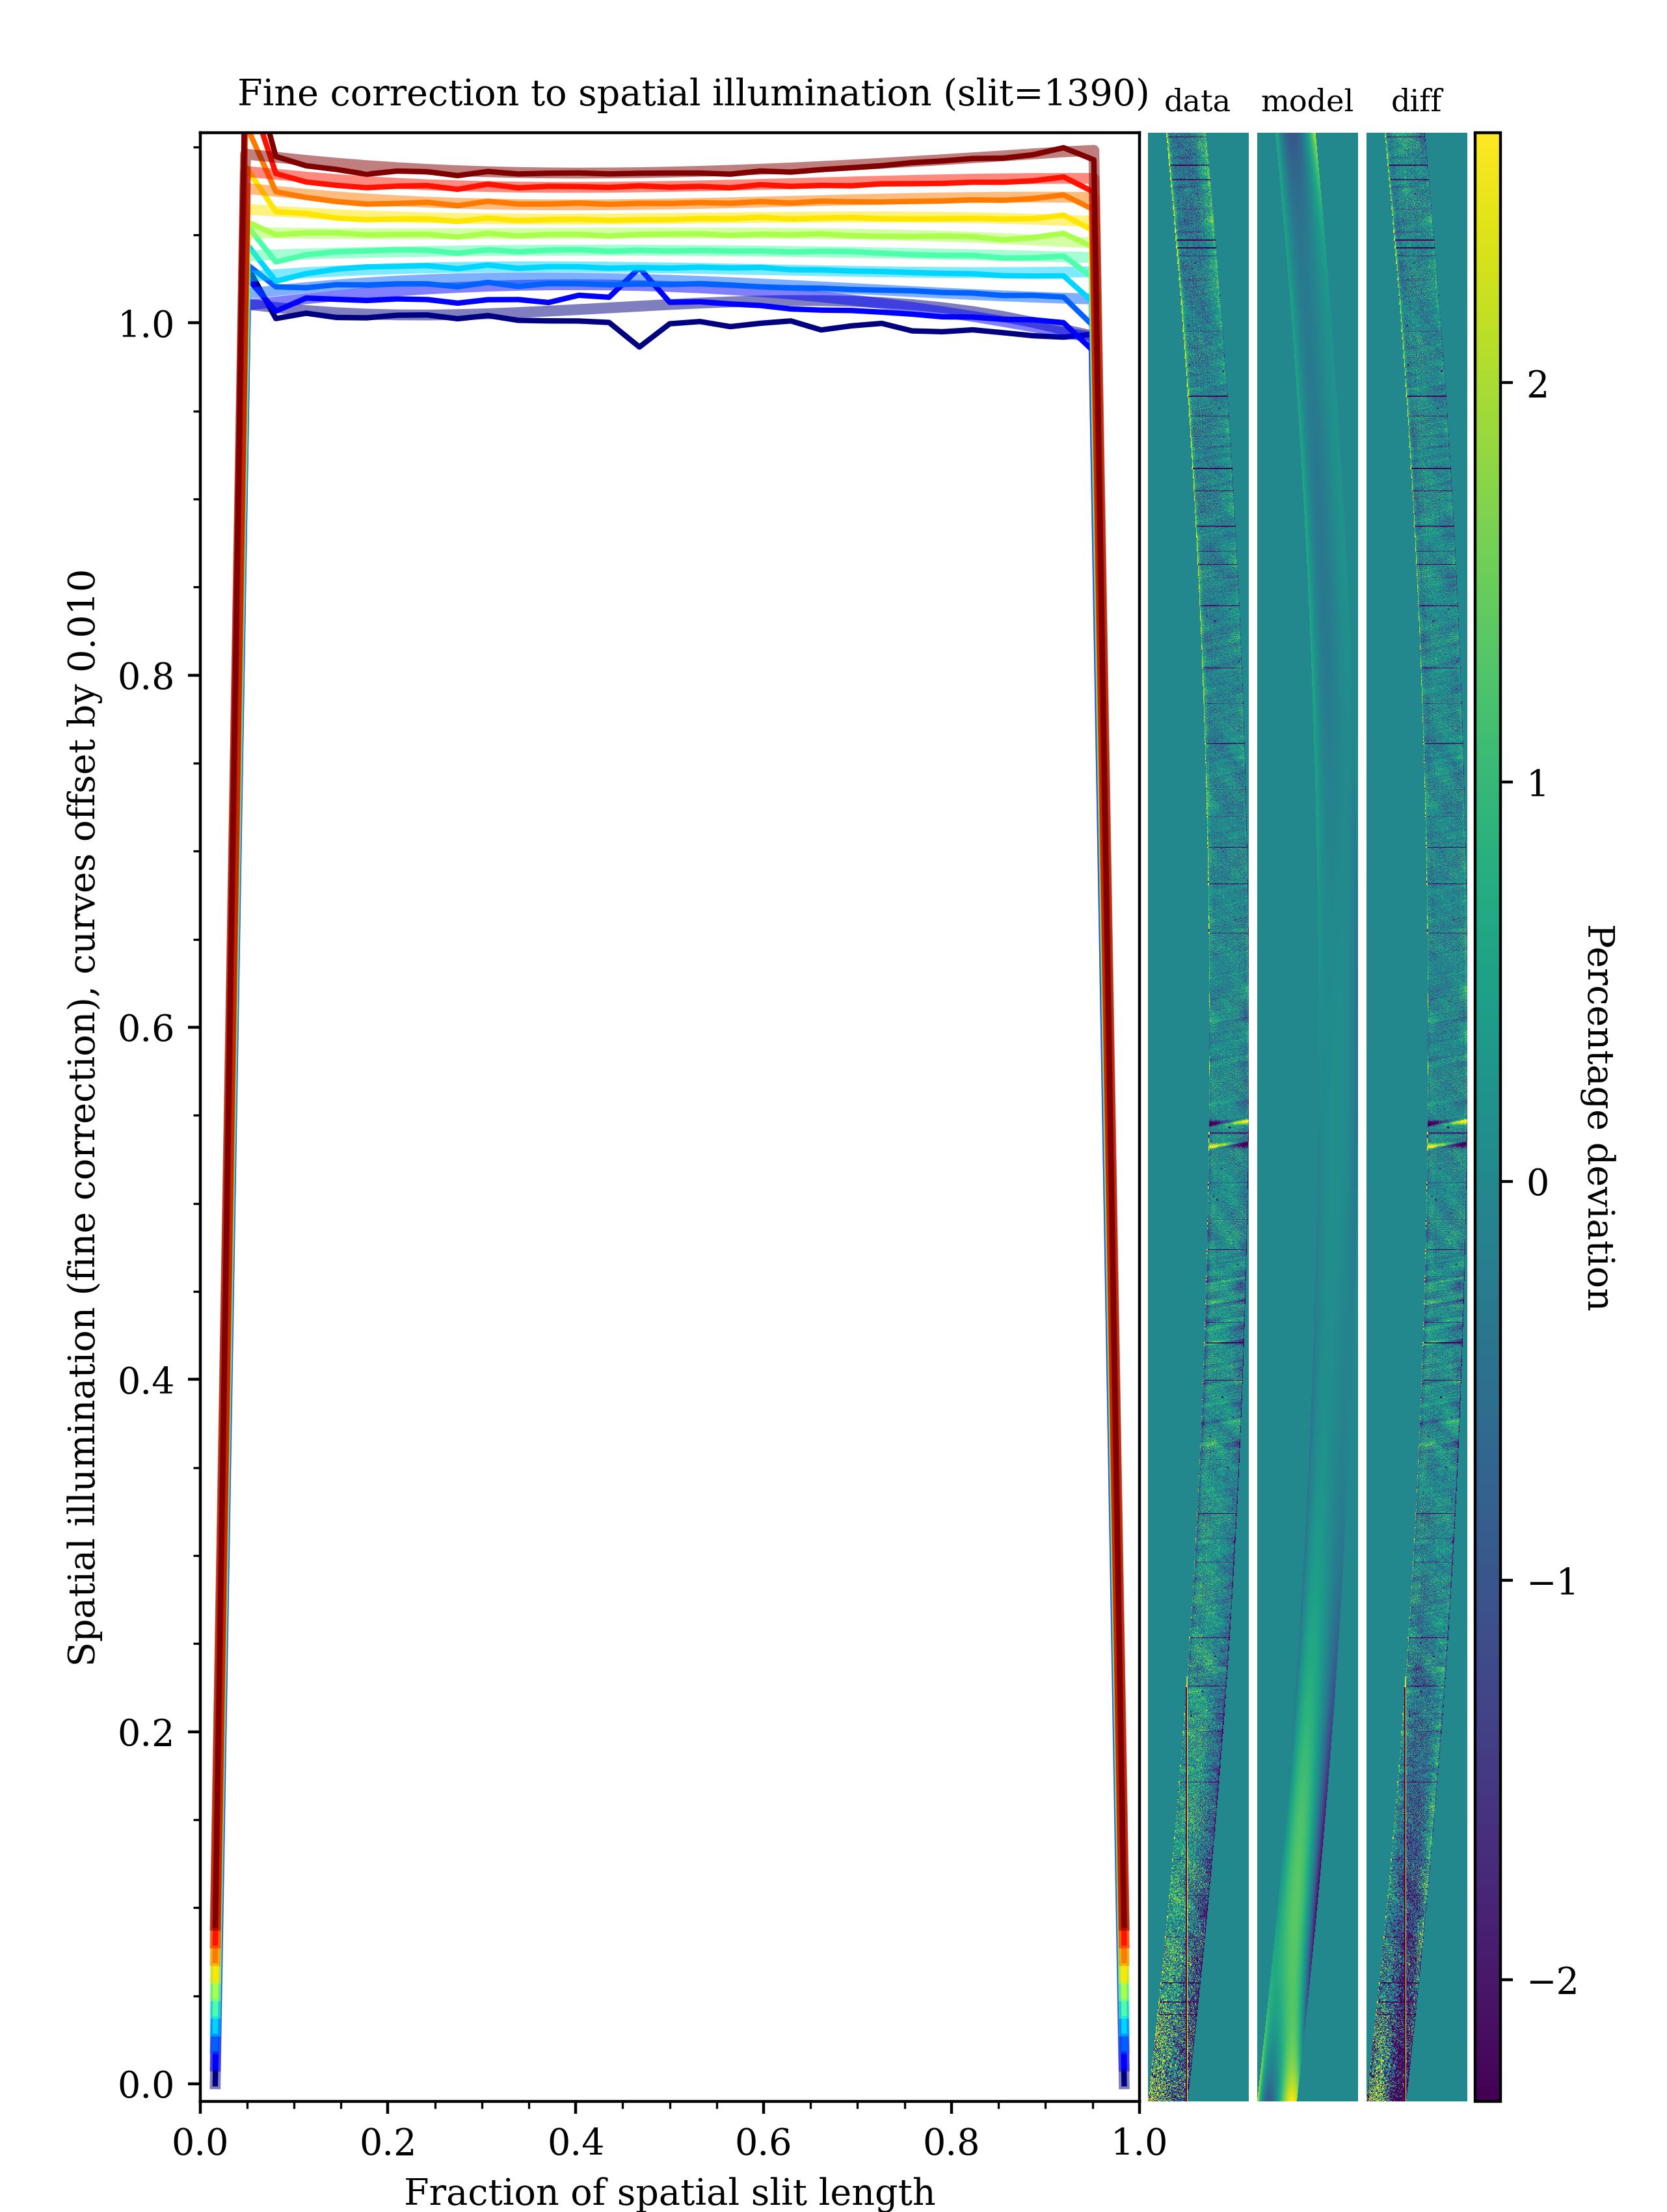 Fine correction to spatial illumination (slit=1390)
data model diff
Spatial illumination (fine correction), curves offset by 0.010
1.0
0.8
0.6
0.4
0.2
0.0
0.0 0.2 0.4 0.6 0.8 1.0
Fraction of spatial slit length
2
1
0
−1
−2
Percentage deviation